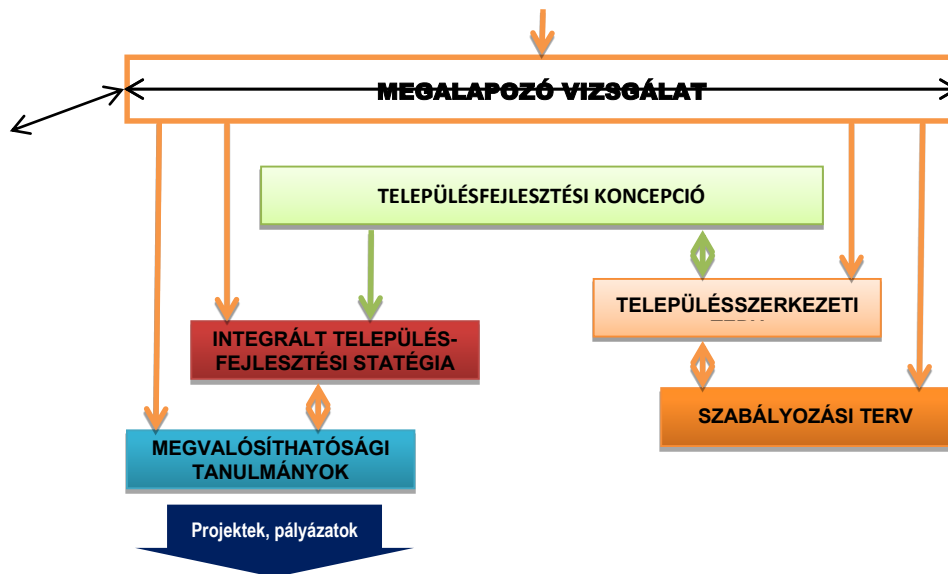 MEGALAPOZÓ VIZSGÁLAT
TELEPÜLÉSFEJLESZTÉSI KONCEPCIÓ
TELEPÜLÉSSZERKEZETI
INTEGRÁLT TELEPÜLÉS-
FEJLESZTÉSI STATÉGIA
SZABÁLYOZÁSI TERV
MEGVALÓSÍTHATÓSÁGI
TANULMÁNYOK
Projektek, pályázatok